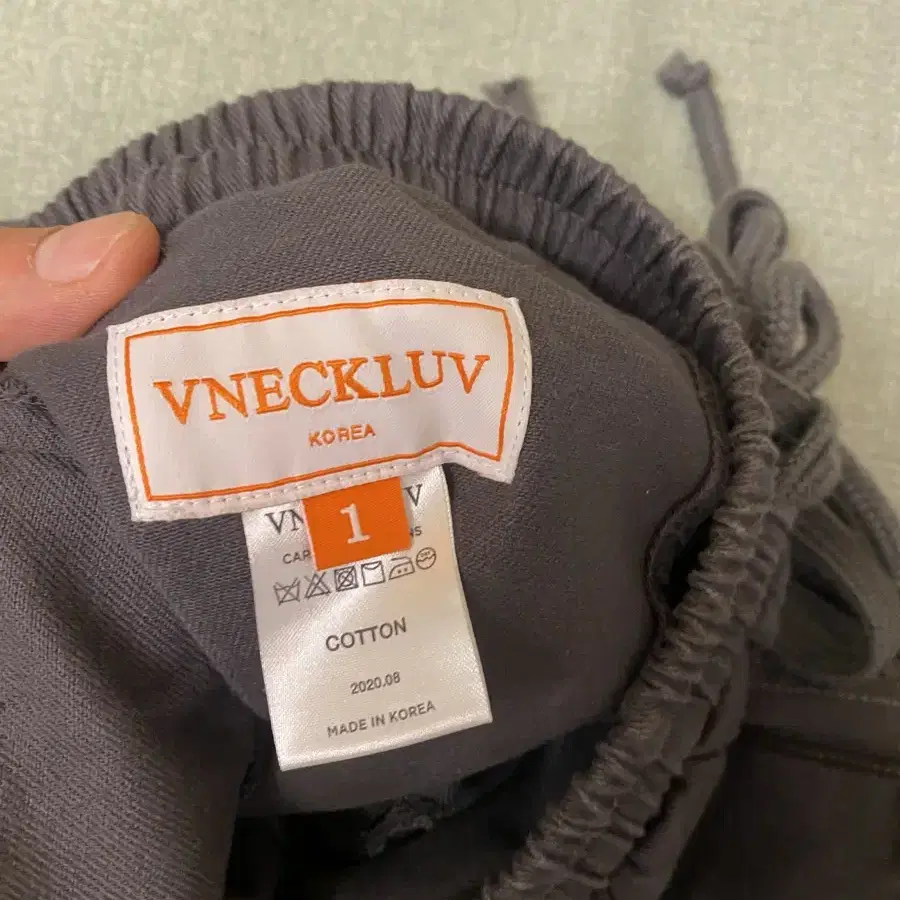 VNECKLUV
KOREA
1
COTTON
2020.08
MADE IN KOREA